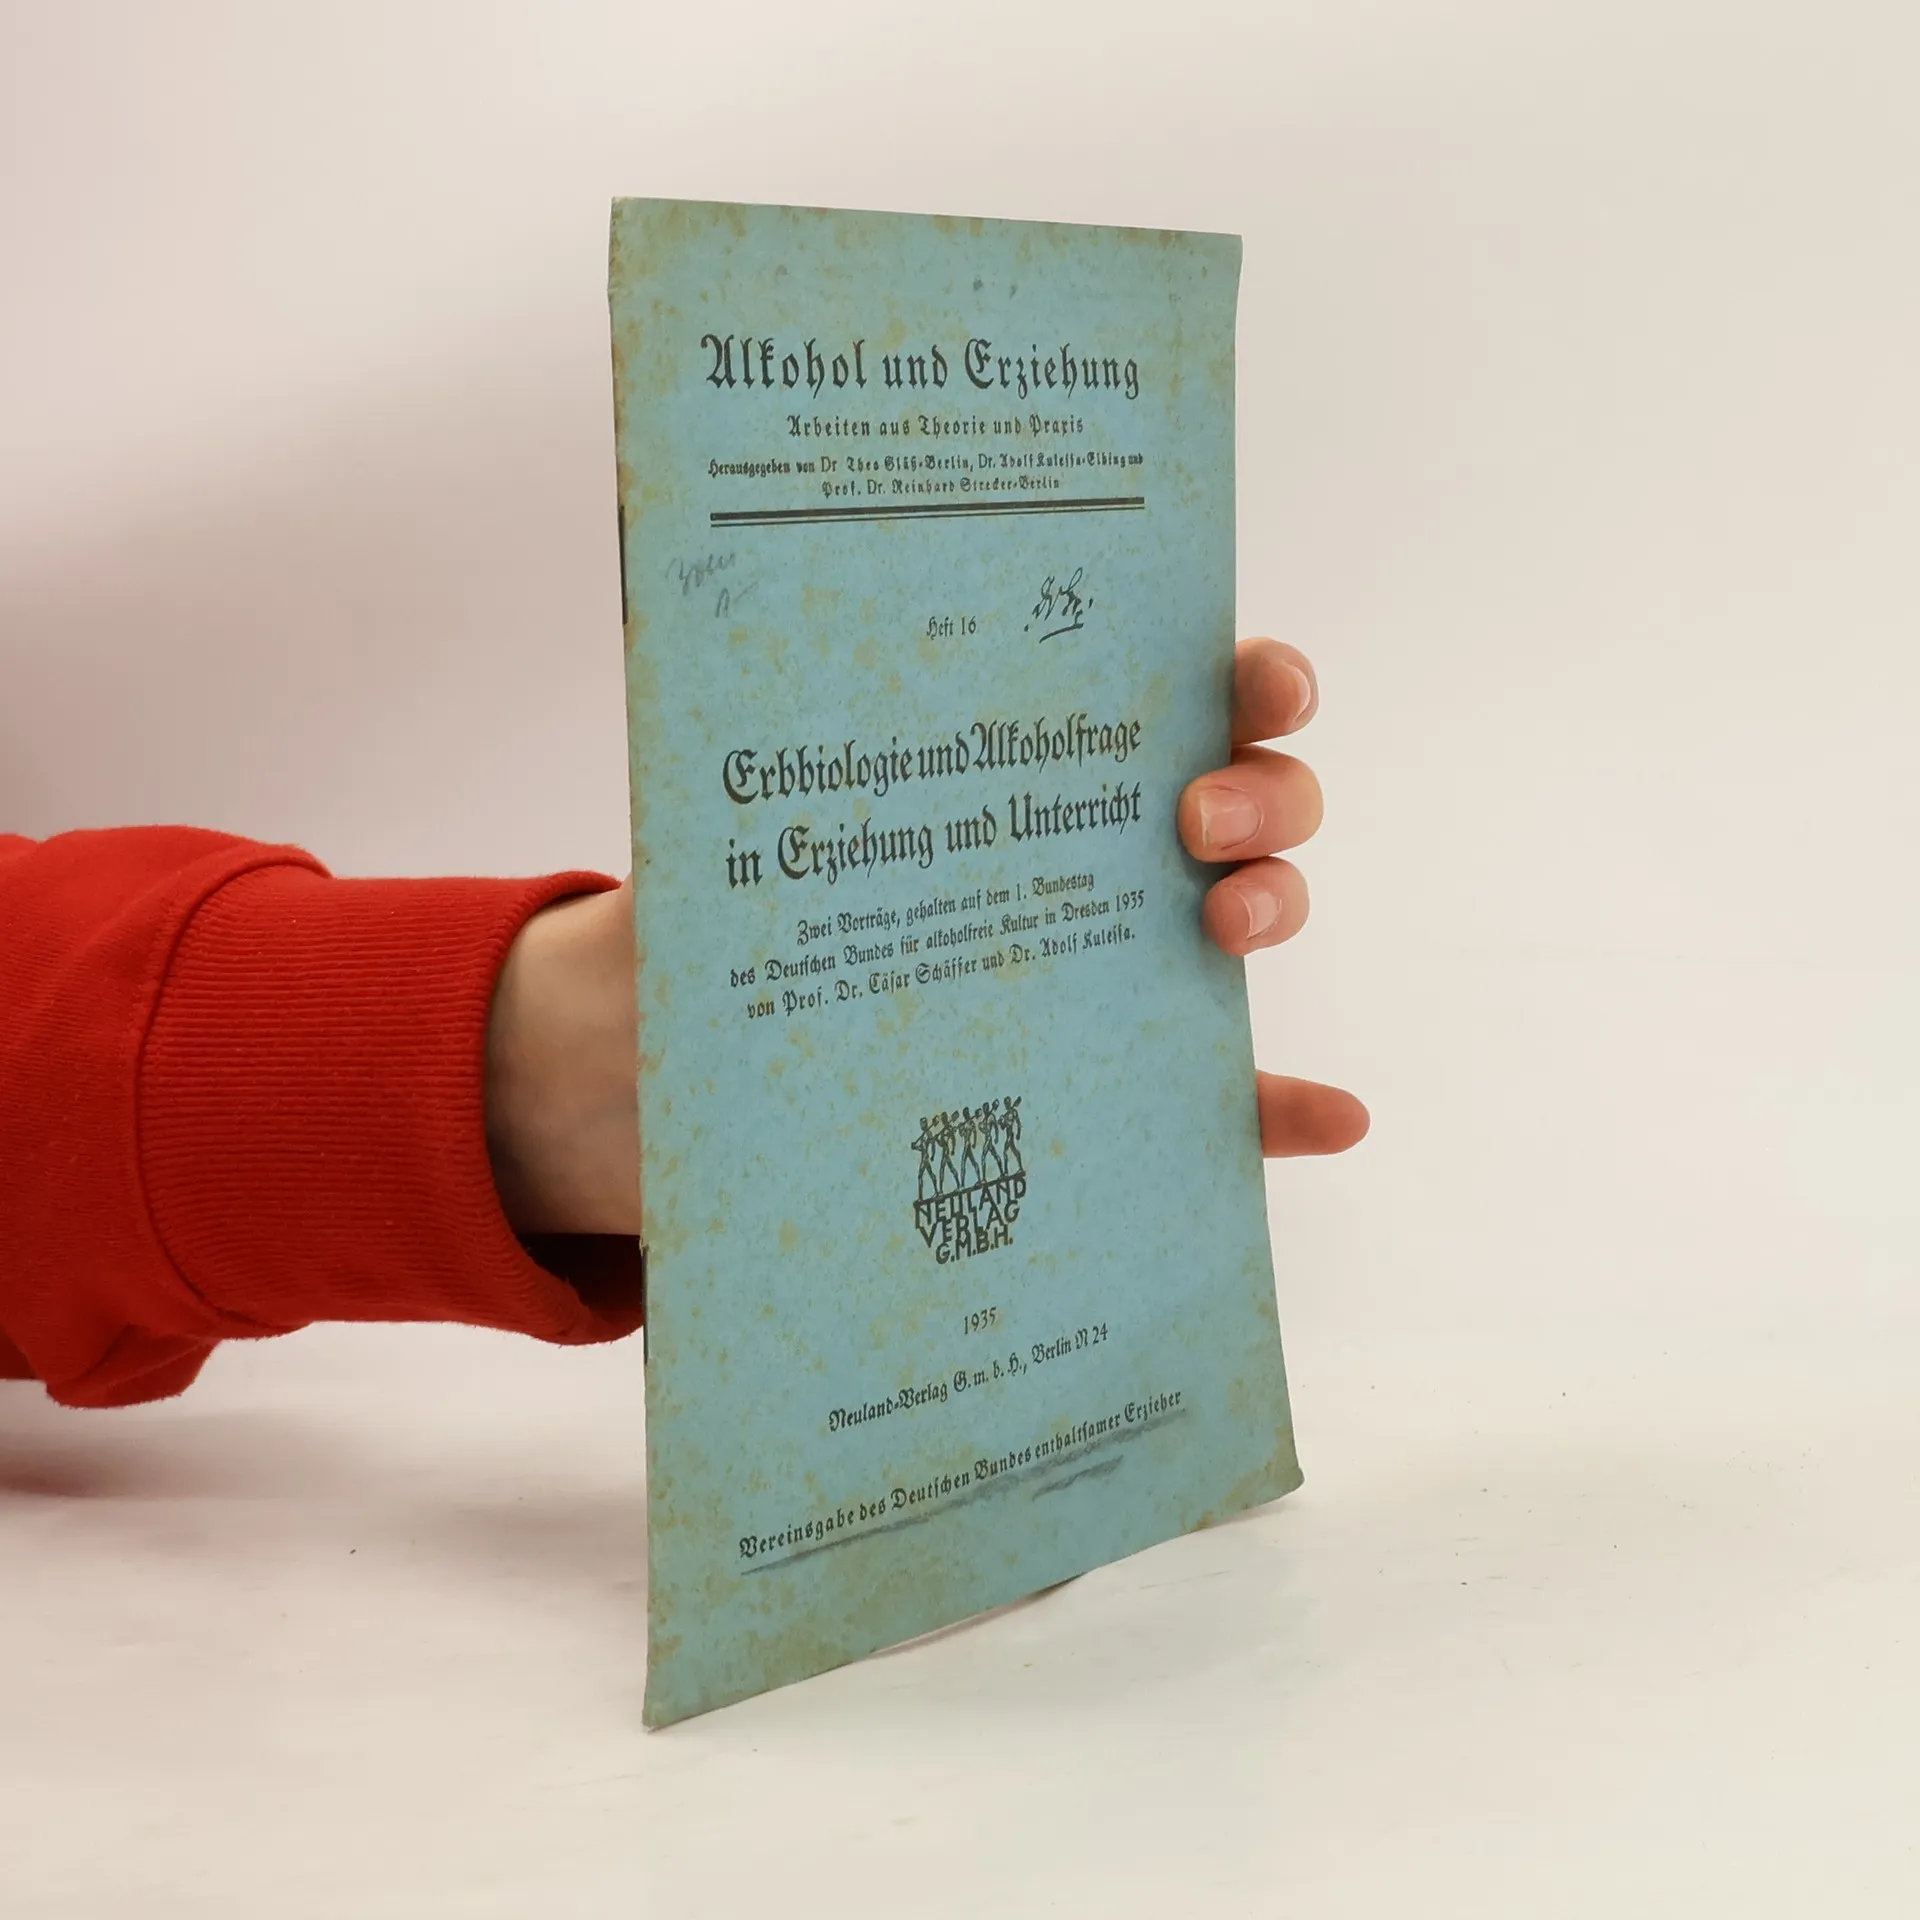 Alkohol und Erziehung
Arbeiten aus Theorie und Praxis
Herausgegeben von Dr Theo Gläß-Berlin, Dr. Adolf Kulessa-Elbing und
Prof. Dr. Reinhard Strecker-Berlin
Heft 16
Erbbiologie und Alkoholfrage
in Erziehung und Unterricht
Zwei Vorträge, gehalten auf dem 1. Bundestag
des Deutschen Bundes für alkoholfreie Kultur in Dresden 1935
von Prof. Dr. Cäsar Schäffer und Dr. Adolf Kulessa.
NEULAND
VERLAG
G.M.B.H.
1935
Neuland-Verlag G. m. b. H., Berlin N 24
Vereinsgabe des Deutschen Bundes enthaltsamer Erzieher